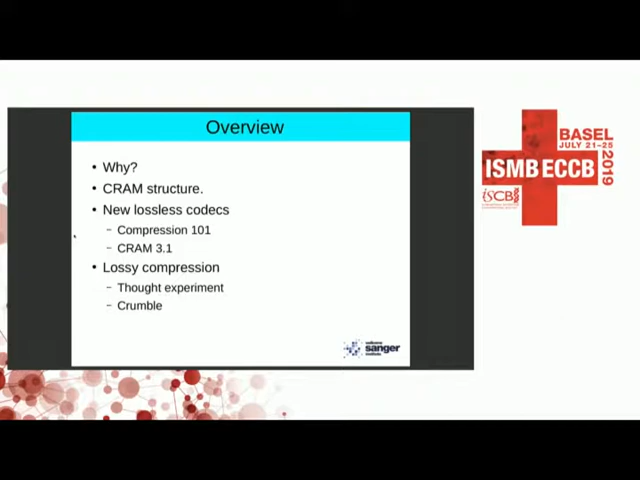 Overview
• Why?
• CRAM structure.
• New lossless codecs
– Compression 101
– CRAM 3.1
• Lossy compression
– Thought experiment
– Crumble
sanger
BASEL
JULY 21-25
2019
ISMB ECCB
ISCB